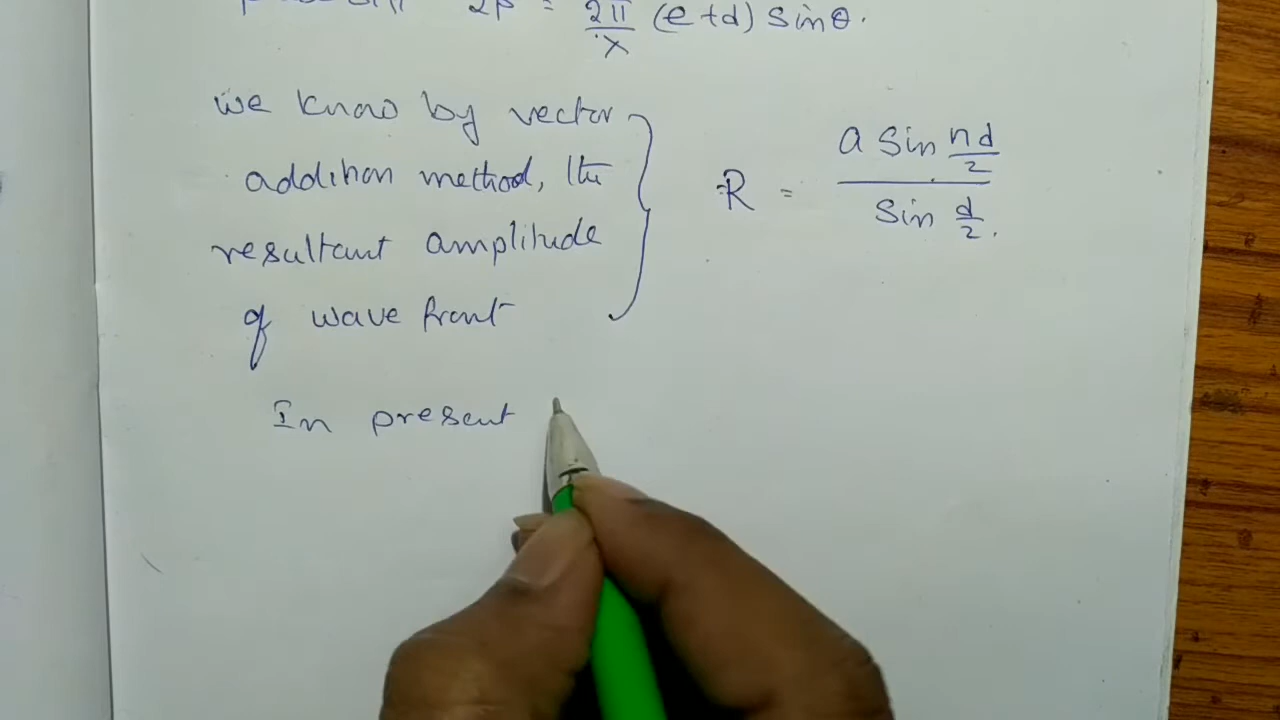 2β = 2π/λ (e+d) sinθ.
we know by vector
addition method, the
resultant amplitude
of wave front
R = a sin nd/2 / sin d/2.
In present